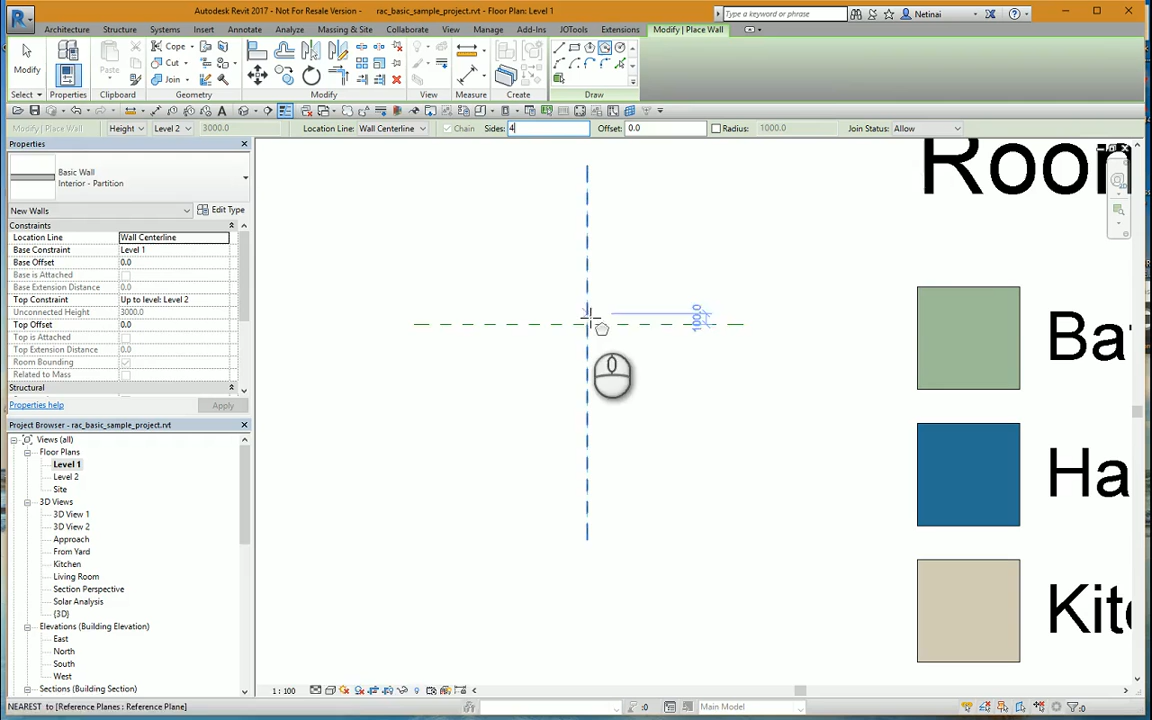 Autodesk Revit 2017 - Not For Resale Version - rac_basic_sample_project.rvt - Floor Plan: Level 1
Type a keyword or phrase
Netinai
Architecture Structure Systems Insert Annotate Analyze Massing & Site Collaborate View Manage Add-Ins JOTools Extensions Modify | Place Wall
Modify
Select
Properties
Paste
Clipboard
Cope
Cut
Join
Geometry
Modify
View
Measure
Create
Draw
Modify | Place Wall Height Level 2 3000.0 Location Line: Wall Centerline Chain Sides: 4 Offset: 0.0 Radius: 1000.0 Join Status: Allow
Properties
Basic Wall
Interior - Partition
New Walls Edit Type
Constraints
Location Line Wall Centerline
Base Constraint Level 1
Base Offset 0.0
Base is Attached
Base Extension Distance 0.0
Top Constraint Up to level: Level 2
Unconnected Height 3000.0
Top Offset 0.0
Top is Attached
Top Extension Distance 0.0
Room Bounding
Related to Mass
Structural
Properties help Apply
Project Browser - rac_basic_sample_project.rvt
Views (all)
Floor Plans
Level 1
Level 2
Site
3D Views
3D View 1
3D View 2
Approach
From Yard
Kitchen
Living Room
Section Perspective
Solar Analysis
{3D}
Elevations (Building Elevation)
East
North
South
West
Sections (Building Section)
100.0
Room
Bat
Ha
Kitc
2D
1 : 100
NEAREST to [Reference Planes : Reference Plane]
:0
Main Model
:0